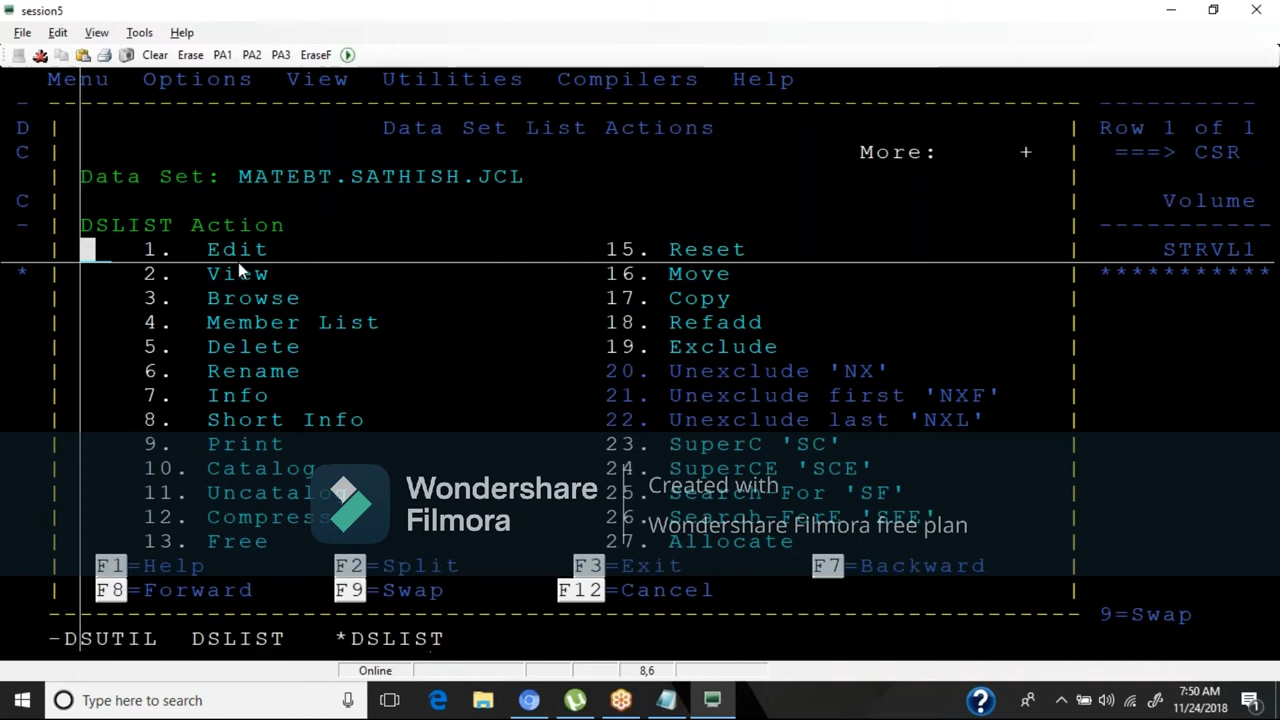 session5
File Edit View Tools Help
Clear Erase PA1 PA2 PA3 EraseF
Menu Options View Utilities Compilers Help
D Data Set List Actions Row 1 of 1
C More: + ===> CSR
Data Set: MATEBT.SATHISH.JCL
C Volume
DSLIST Action
1. Edit 15. Reset STRVL1
* 2. View 16. Move ***********
3. Browse 17. Copy
4. Member List 18. Refadd
5. Delete 19. Exclude
6. Rename 20. Unexclude 'NX'
7. Info 21. Unexclude first 'NXF'
8. Short Info 22. Unexclude last 'NXL'
9. Print 23. SuperC 'SC'
10. Catalog 24. SuperCE 'SCE'
11. Uncatalog 25. Search-For 'SF'
12. Compress 26. Search-ForE 'SFE'
13. Free 27. Allocate
Wondershare
Filmora
Created with
Wondershare Filmora free plan
F1=Help F2=Split F3=Exit F7=Backward
F8=Forward F9=Swap F12=Cancel
9=Swap
-DSUTIL DSLIST *DSLIST
Online 8,6
Type here to search
7:50 AM
11/24/2018